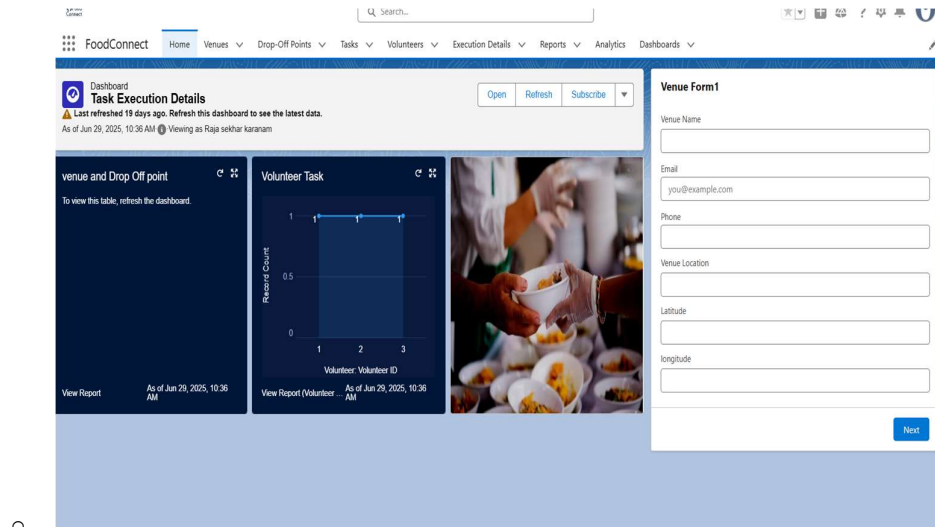 Connect
Search...
FoodConnect Home Venues Drop-Off Points Tasks Volunteers Execution Details Reports Analytics Dashboards
Dashboard
Task Execution Details
Last refreshed 19 days ago. Refresh this dashboard to see the latest data.
As of Jun 29, 2025, 10:36 AM Viewing as Raja sekhar karanam
Open Refresh Subscribe
venue and Drop Off point
To view this table, refresh the dashboard.
View Report
As of Jun 29, 2025, 10:36
AM
Volunteer Task
1
1 1 1
Record Count
0.5
0
1 2 3
Volunteer: Volunteer ID
View Report (Volunteer ...
As of Jun 29, 2025, 10:36
AM
Venue Form1
Venue Name
Email
you@example.com
Phone
Venue Location
Latitude
longitude
Next